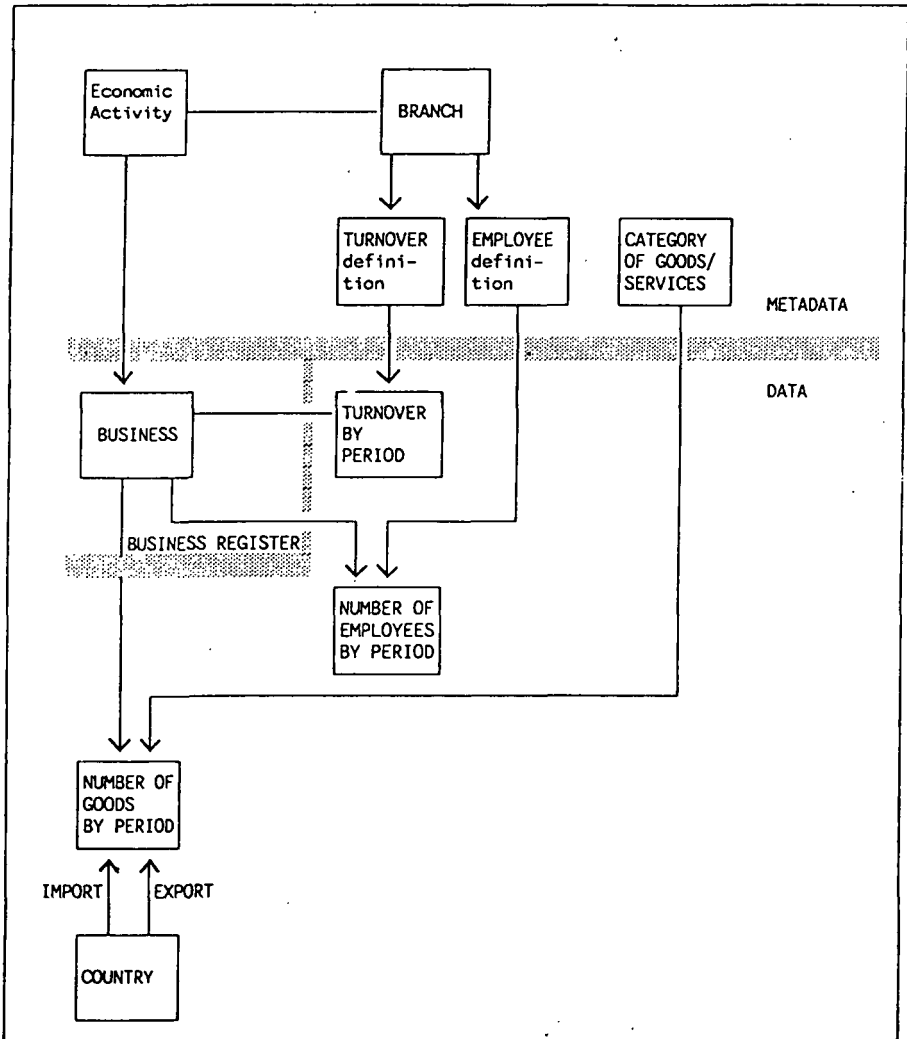 Economic
Activity
BRANCH
TURNOVER
defini-
tion
EMPLOYEE
defini-
tion
CATEGORY
OF GOODS/
SERVICES
METADATA
DATA
BUSINESS
TURNOVER
BY
PERIOD
BUSINESS REGISTER
NUMBER OF
EMPLOYEES
BY PERIOD
NUMBER OF
GOODS
BY PERIOD
IMPORT
EXPORT
COUNTRY